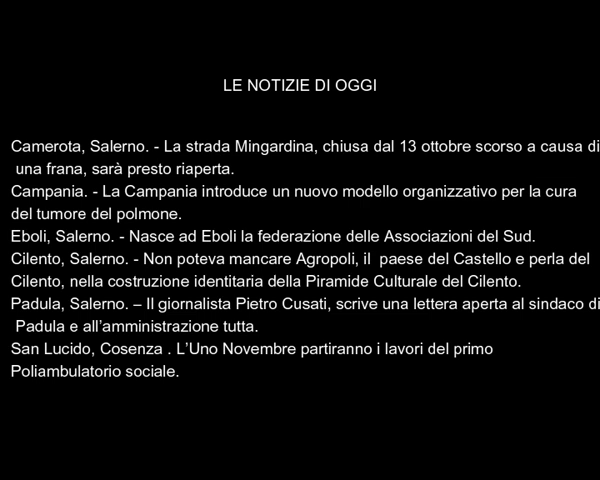 LE NOTIZIE DI OGGI
Camerota, Salerno. - La strada Mingardina, chiusa dal 13 ottobre scorso a causa di
una frana, sarà presto riaperta.
Campania. - La Campania introduce un nuovo modello organizzativo per la cura
del tumore del polmone.
Eboli, Salerno. - Nasce ad Eboli la federazione delle Associazioni del Sud.
Cilento, Salerno. - Non poteva mancare Agropoli, il  paese del Castello e perla del
Cilento, nella costruzione identitaria della Piramide Culturale del Cilento.
Padula, Salerno. – Il giornalista Pietro Cusati, scrive una lettera aperta al sindaco di
Padula e all’amministrazione tutta.
San Lucido, Cosenza . L’Uno Novembre partiranno i lavori del primo
Poliambulatorio sociale.